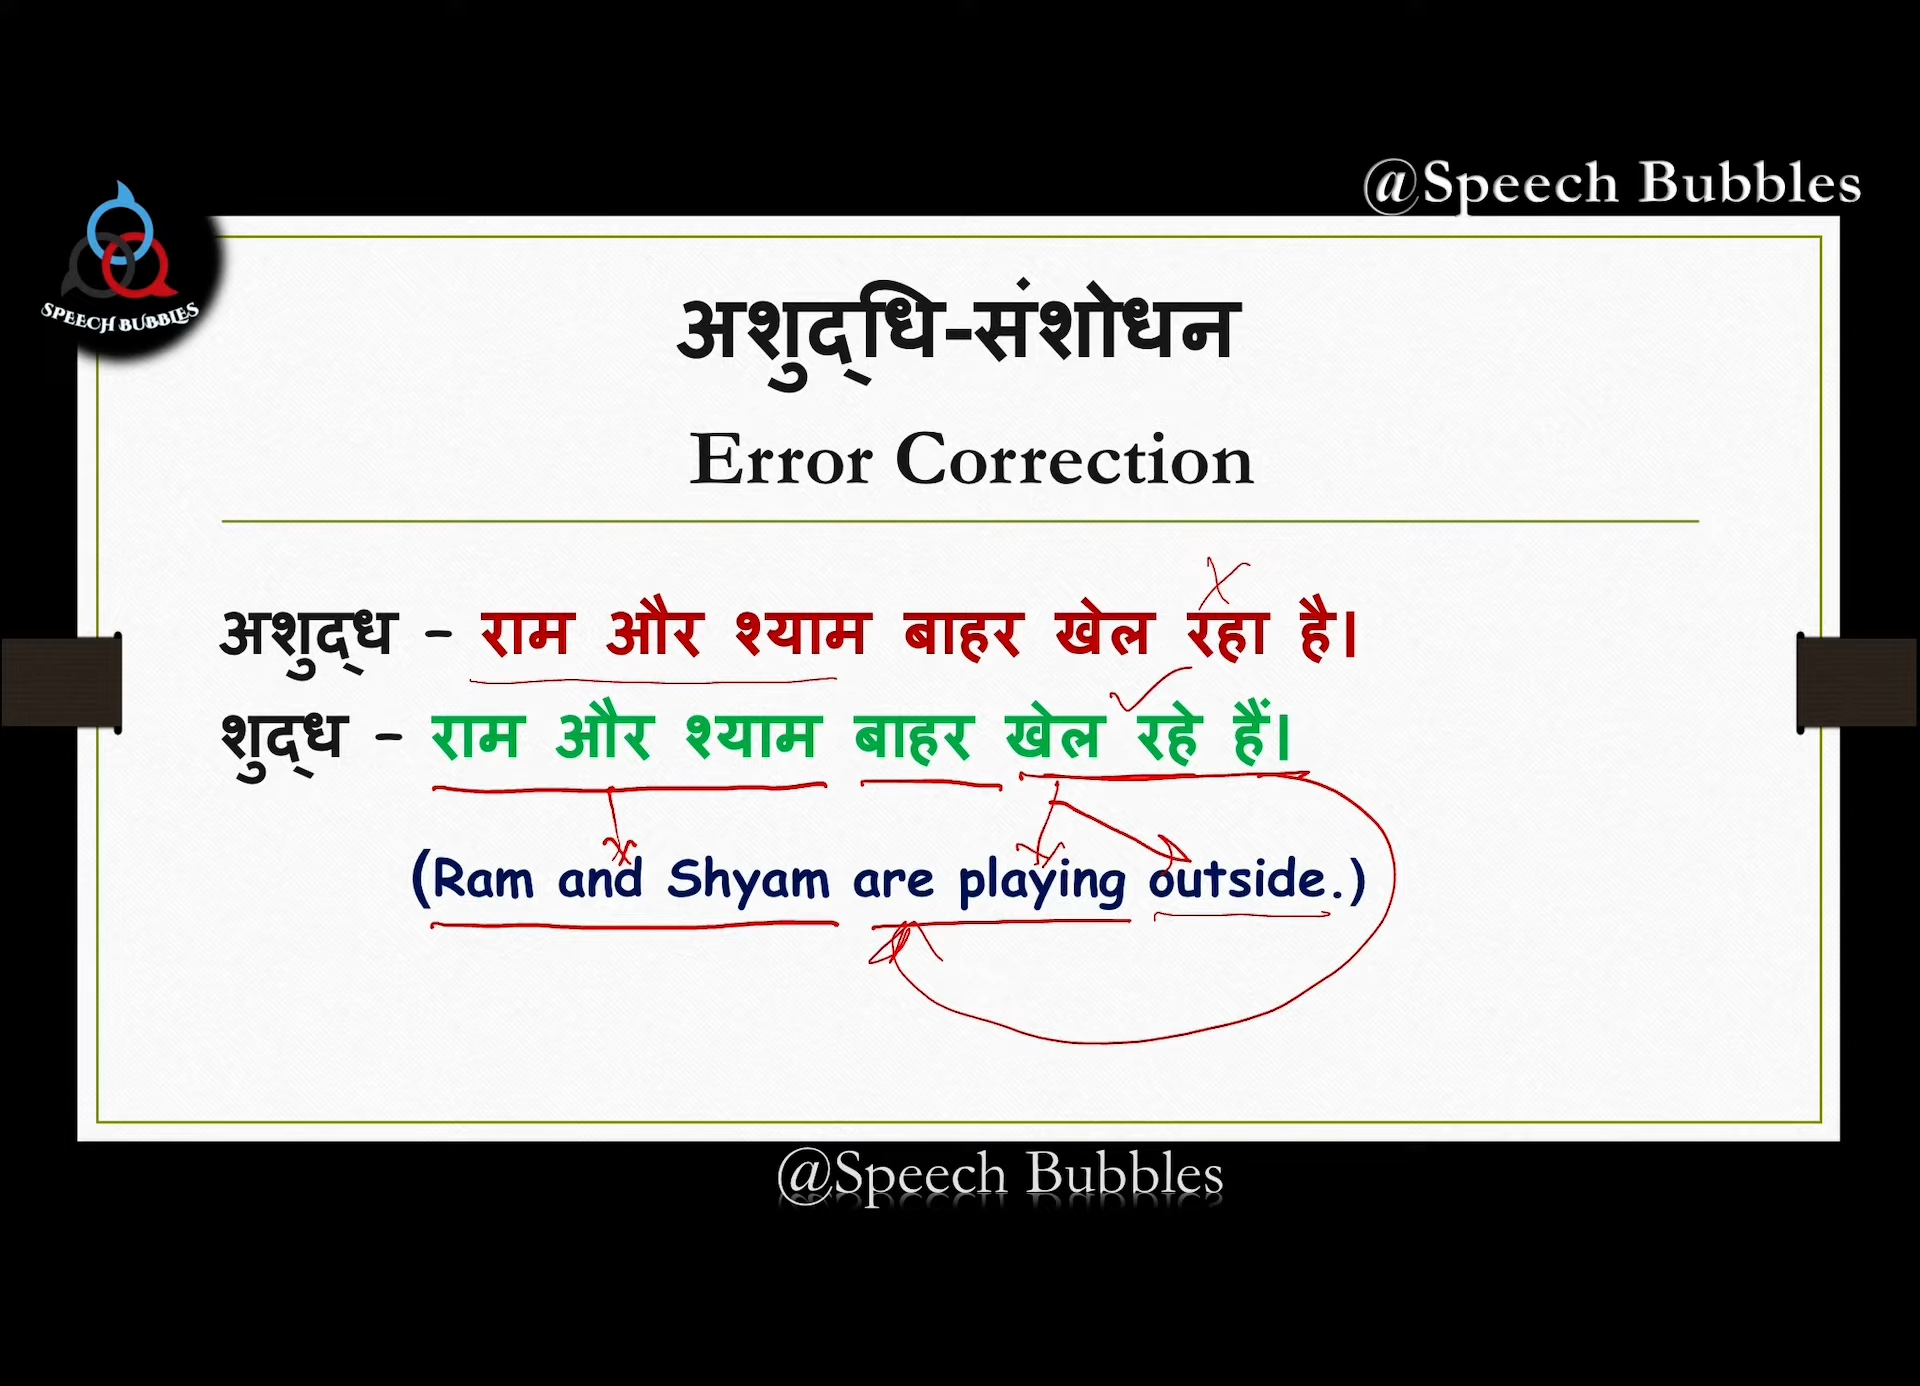 @Speech Bubbles
SPEECH BUBBLES
अशुद्‌धि-संशोधन
Error Correction
अशुद्‌ध – राम और श्याम बाहर खेल रहा है।
शुद्‌ध – राम और श्याम बाहर खेल रहे हैं।
(Ram and Shyam are playing outside.)
@Speech Bubbles